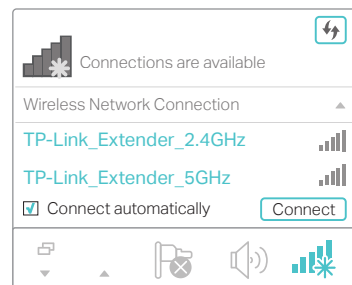 Connections are available
Wireless Network Connection
TP-Link_Extender_2.4GHz
TP-Link_Extender_5GHz
Connect automatically Connect